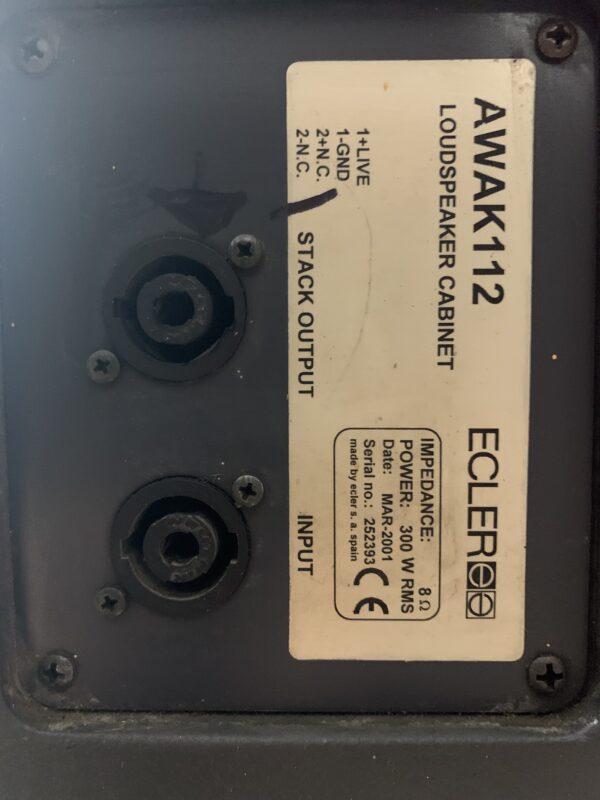 AWAK112
LOUDSPEAKER CABINET
ECLER
1+LIVE
1-GND
2+N.C.
2-N.C.
IMPEDANCE: 8 Ω
POWER: 300 W RMS
Date: MAR-2001
Serial no.: 252393
made by ecler s. a. spain
CE
STACK OUTPUT
INPUT